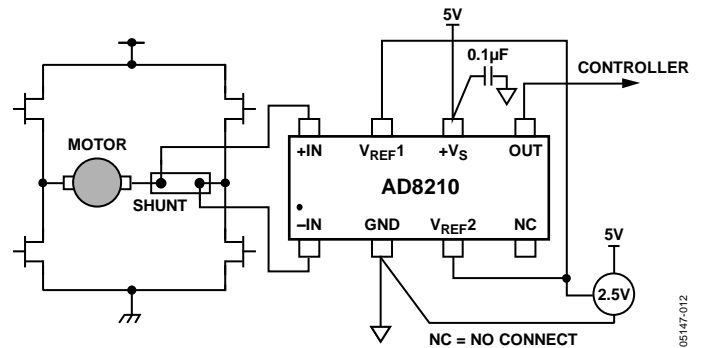 5V
0.1µF
CONTROLLER
MOTOR
SHUNT
+IN
VREF1
+VS
OUT
AD8210
–IN
GND
VREF2
NC
5V
2.5V
NC = NO CONNECT
05147-012